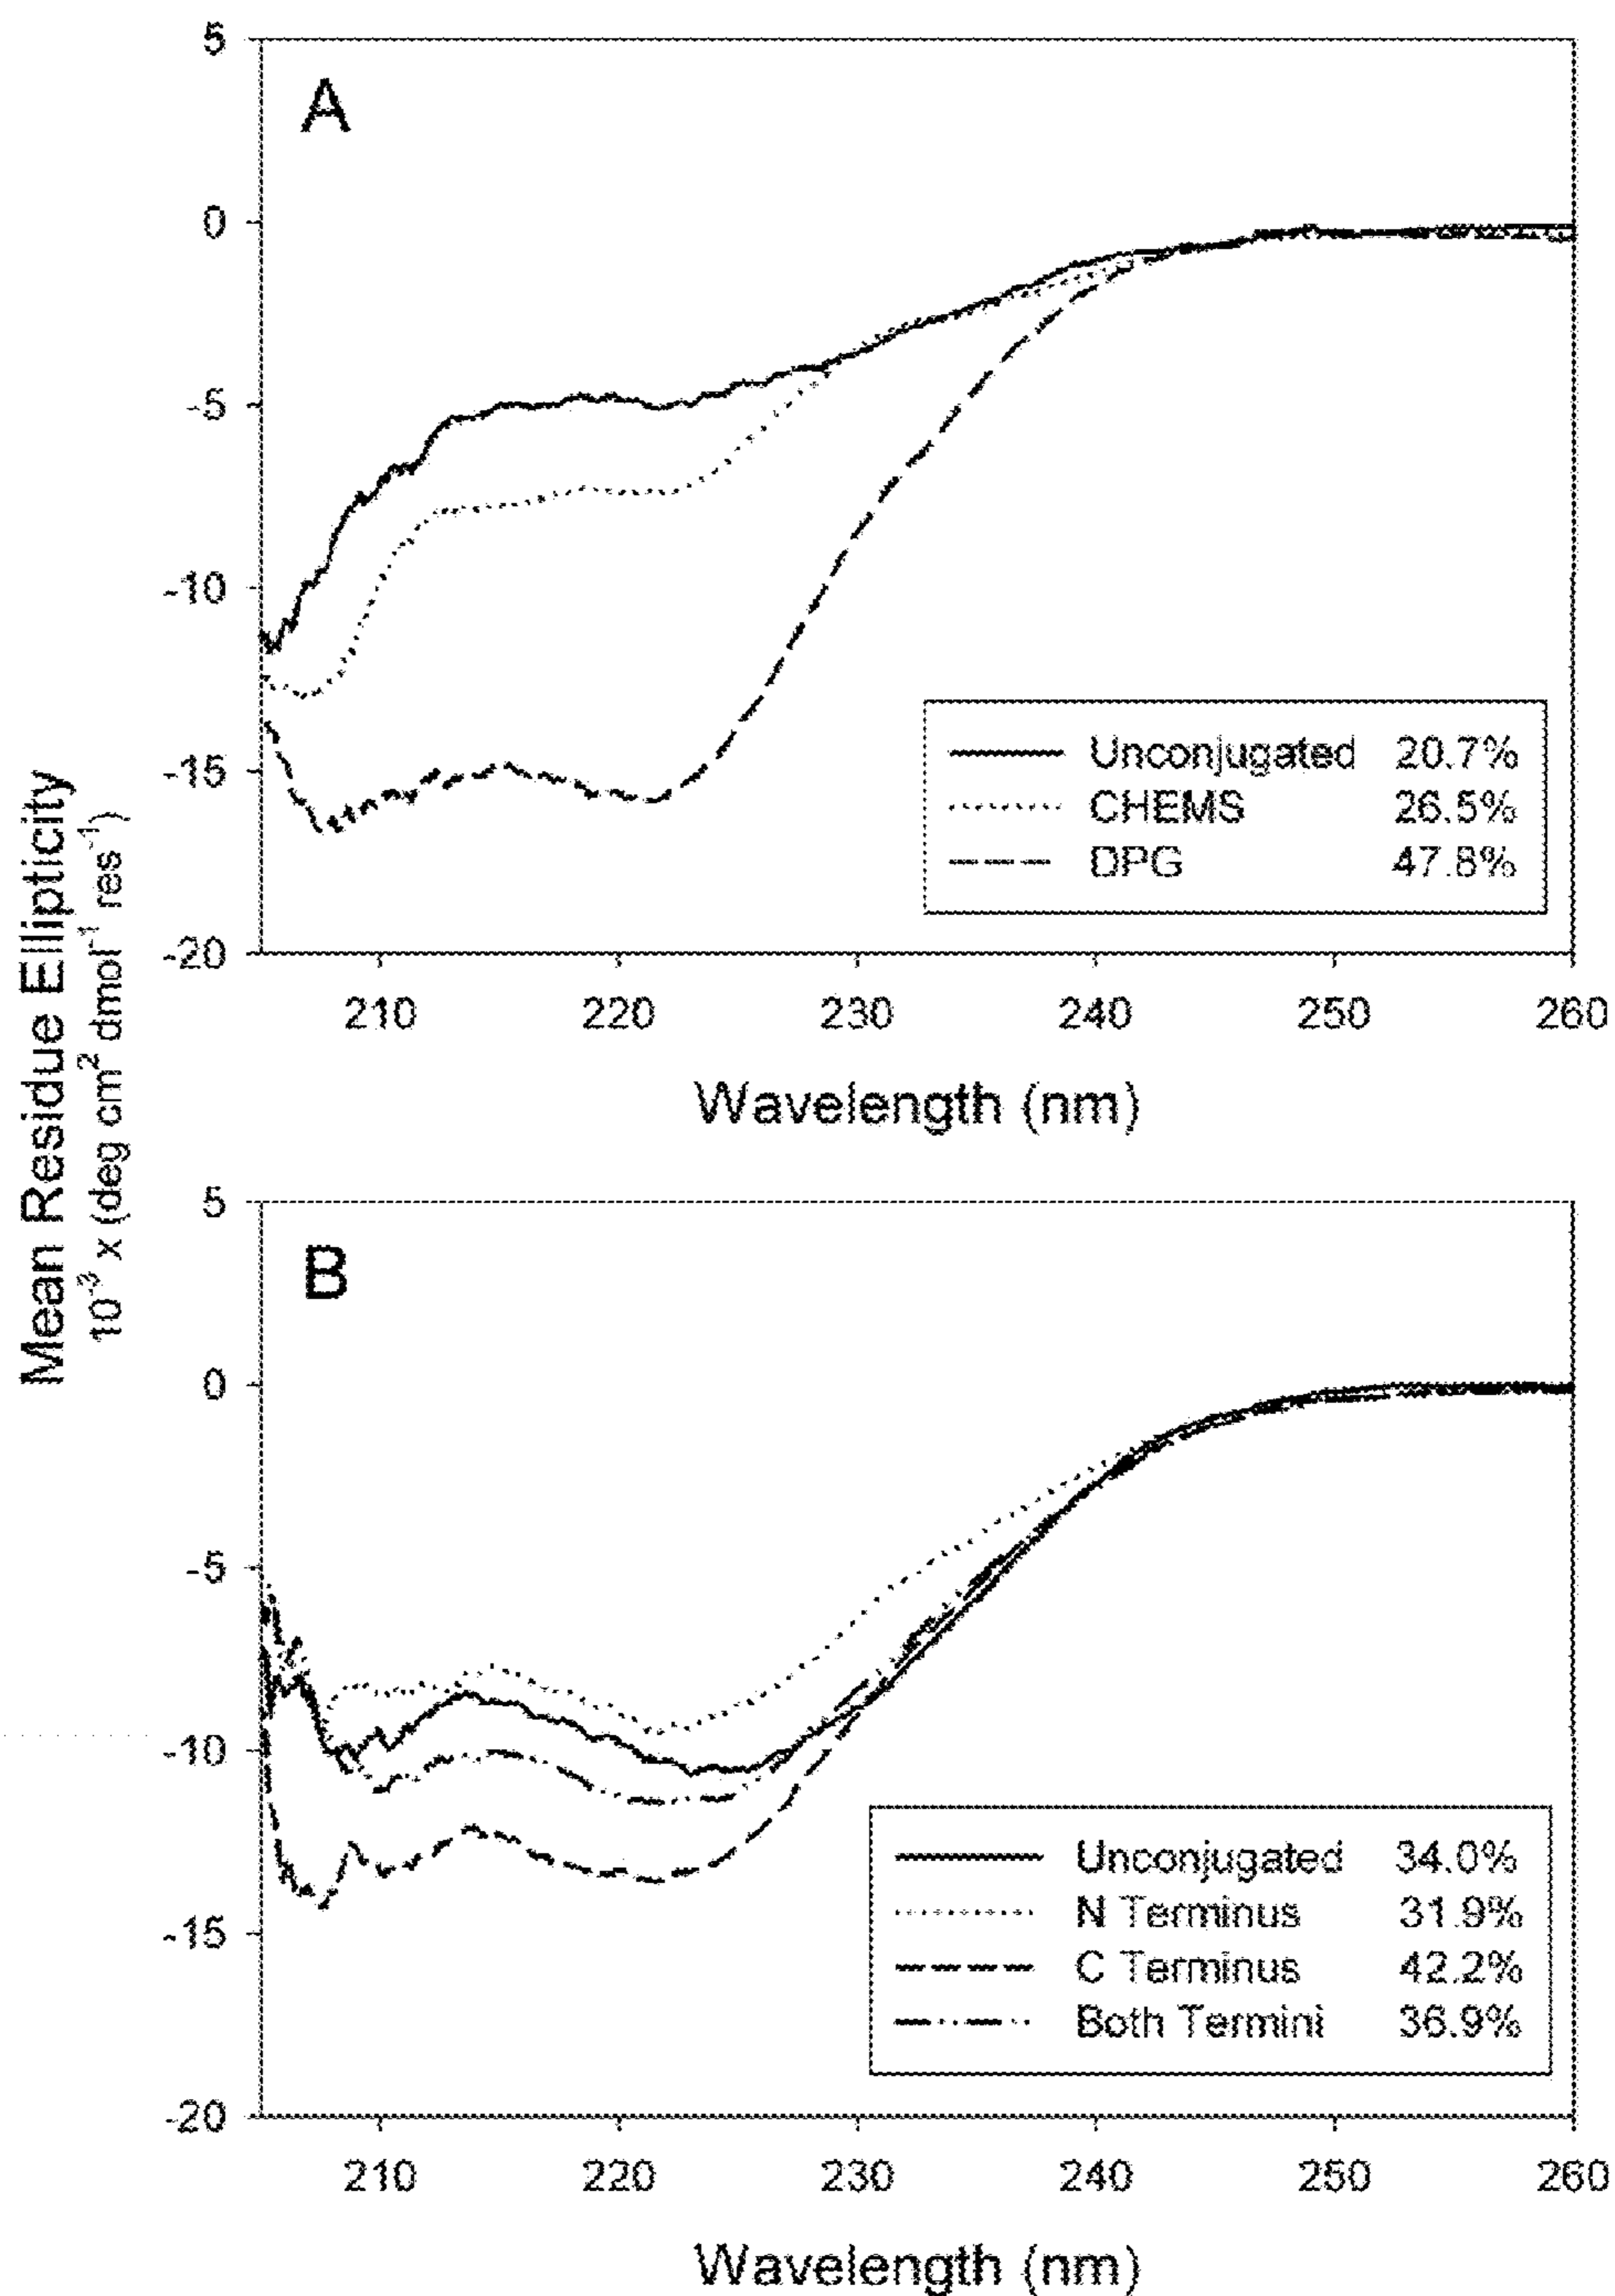 A
5
0
-5
-10
-15
-20
Unconjugated 20.7%
CHEMS 26.5%
DPG 47.8%
210 220 230 240 250 260
Wavelength (nm)
Mean Residue Ellipticity
10⁻³ x (deg cm² dmol⁻¹ res⁻¹)
B
5
0
-5
-10
-15
-20
Unconjugated 34.0%
N Terminus 31.9%
C Terminus 42.2%
Both Termini 36.9%
210 220 230 240 250 260
Wavelength (nm)